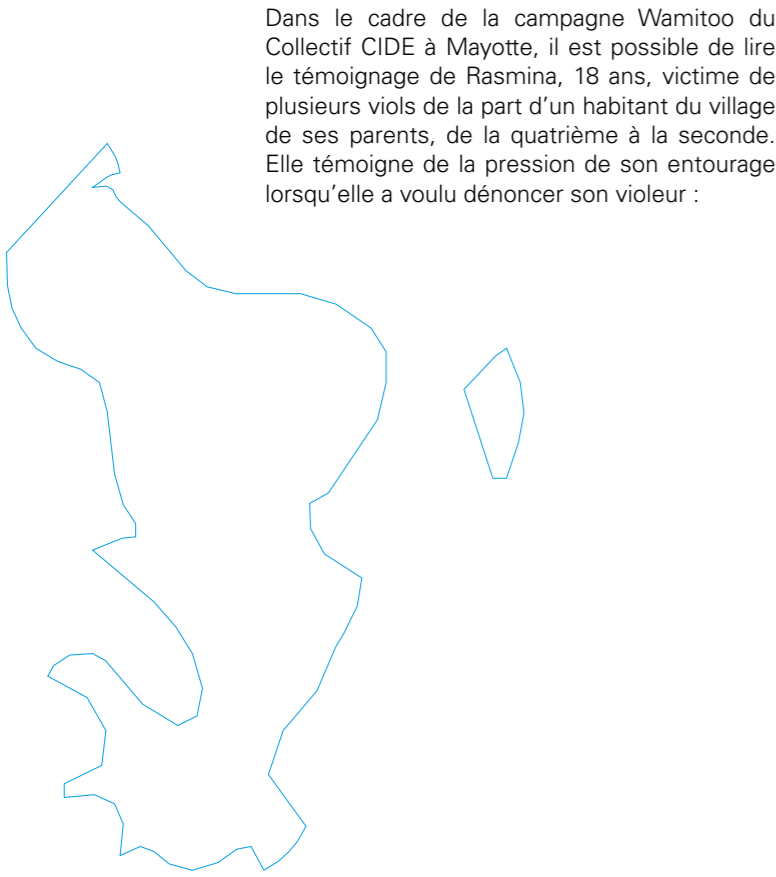 Dans le cadre de la campagne Wamitoo du
Collectif CIDE à Mayotte, il est possible de lire
le témoignage de Rasmina, 18 ans, victime de
plusieurs viols de la part d’un habitant du village
de ses parents, de la quatrième à la seconde.
Elle témoigne de la pression de son entourage
lorsqu’elle a voulu dénoncer son violeur :